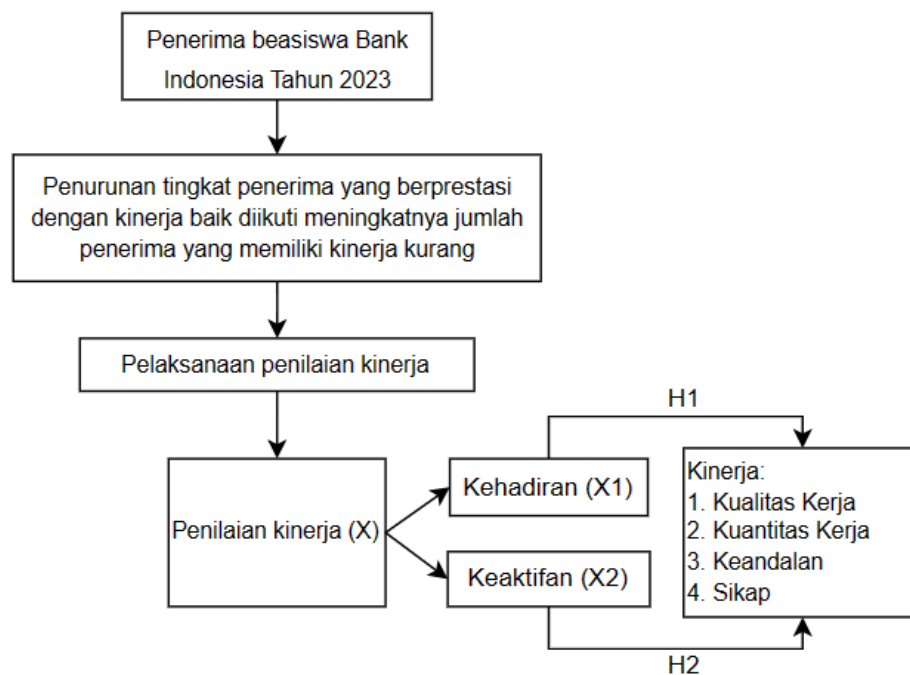 Penerima beasiswa Bank
Indonesia Tahun 2023
Penurunan tingkat penerima yang berprestasi
dengan kinerja baik diikuti meningkatnya jumlah
penerima yang memiliki kinerja kurang
Pelaksanaan penilaian kinerja
Penilaian kinerja (X)
Kehadiran (X1)
Keaktifan (X2)
H1
Kinerja:
1. Kualitas Kerja
2. Kuantitas Kerja
3. Keandalan
4. Sikap
H2